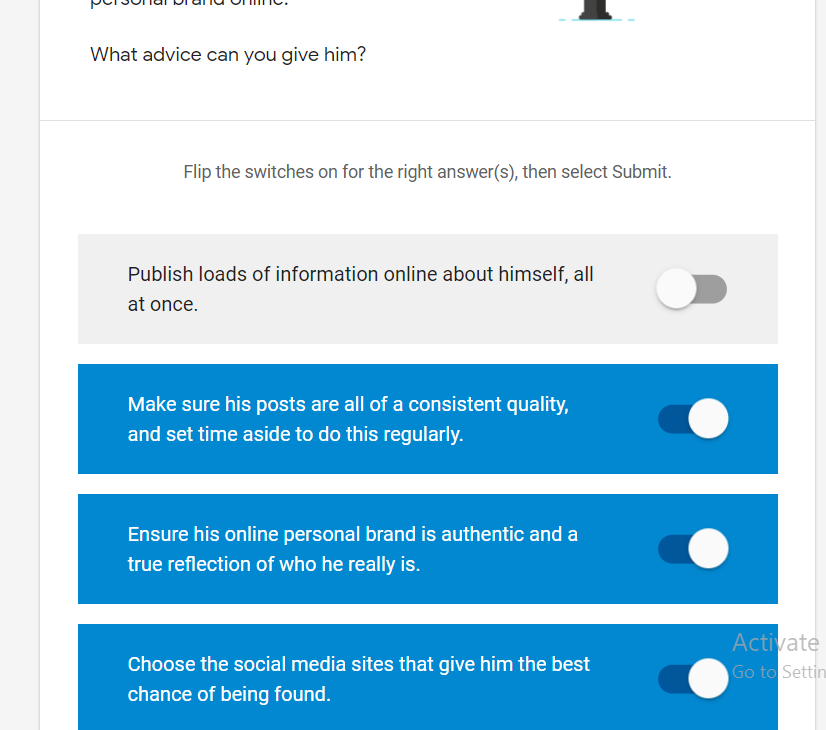 personal brand online.
What advice can you give him?
Flip the switches on for the right answer(s), then select Submit.
Publish loads of information online about himself, all
at once.
Make sure his posts are all of a consistent quality,
and set time aside to do this regularly.
Ensure his online personal brand is authentic and a
true reflection of who he really is.
Activate
Choose the social media sites that give him the best
Go to Settin
chance of being found.